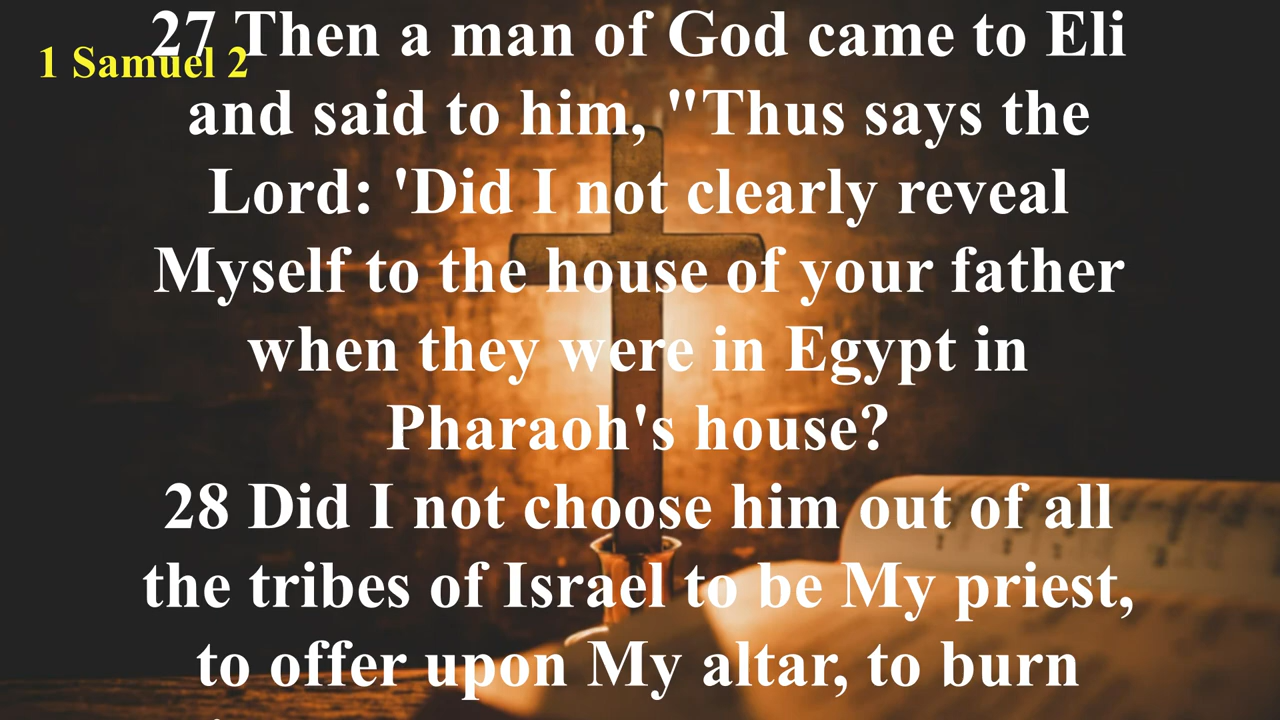 1 Samuel 2
27 Then a man of God came to Eli
and said to him, "Thus says the
Lord: 'Did I not clearly reveal
Myself to the house of your father
when they were in Egypt in
Pharaoh's house?
28 Did I not choose him out of all
the tribes of Israel to be My priest,
to offer upon My altar, to burn